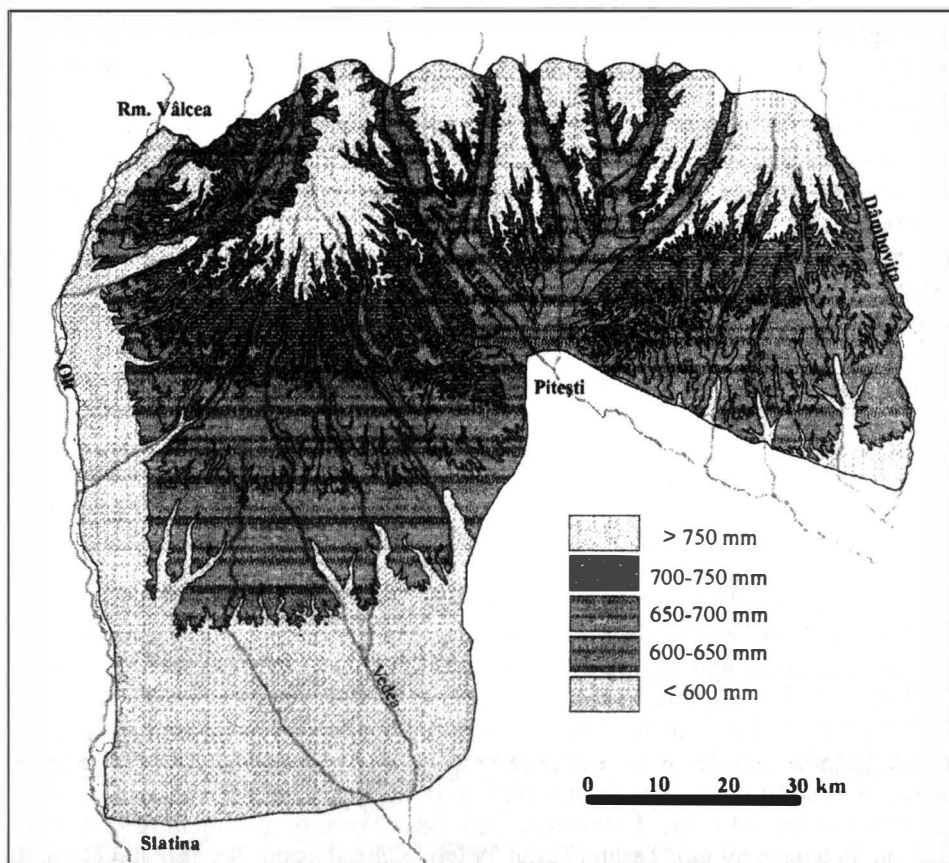 Rm. Vâlcea
Dâmbovița
Olt
Pitești
> 750 mm
700-750 mm
650-700 mm
600-650 mm
< 600 mm
Vedea
0 10 20 30 km
Slatina